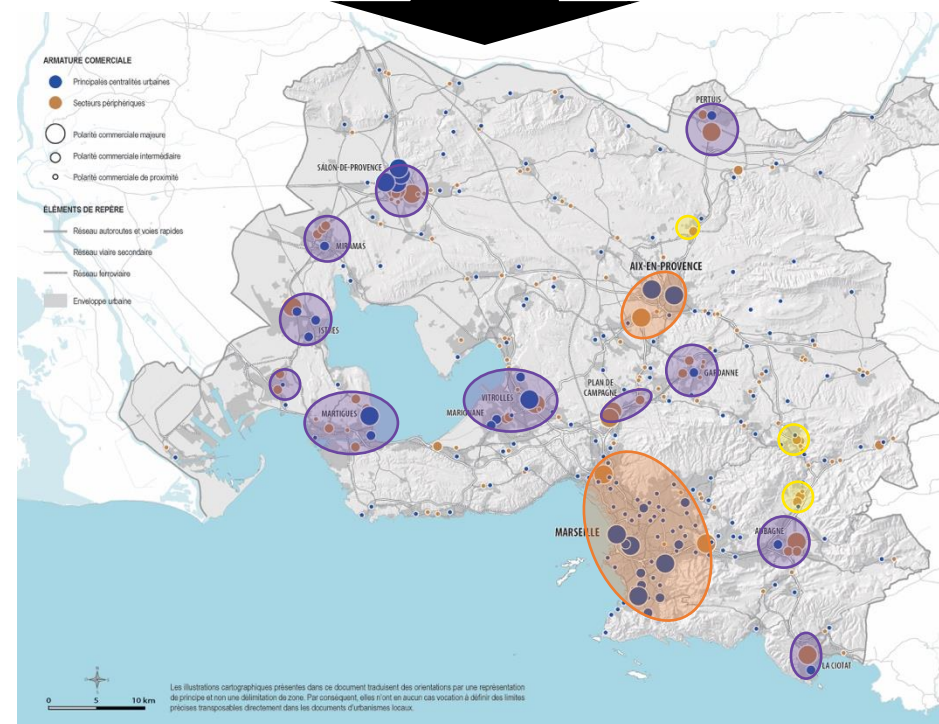 ARMATURE COMERCIALE
Principales centralités urbaines
Secteurs périphériques
Polarité commerciale majeure
Polarité commerciale intermédiaire
Polarité commerciale de proximité
ÉLÉMENTS DE REPÈRE
Réseau autoroutes et voies rapides
Réseau viaire secondaire
Réseau ferroviaire
Enveloppe urbaine
PERTUIS
SALON-DE-PROVENCE
MIRAMAS
AIX-EN-PROVENCE
ISTRES
GARDANNE
PLAN DE
CAMPAGNE
VITROLLES
MARIGNANE
MARTIGUES
MARSEILLE
AUBAGNE
LA CIOTAT
0 5 10 km
Les illustrations cartographiques présentes dans ce document traduisent des orientations par une représentation
de principe et non une délimitation de zone. Par conséquent, elles n'ont en aucun cas vocation à définir des limites
précises transposables directement dans les documents d'urbanismes locaux.